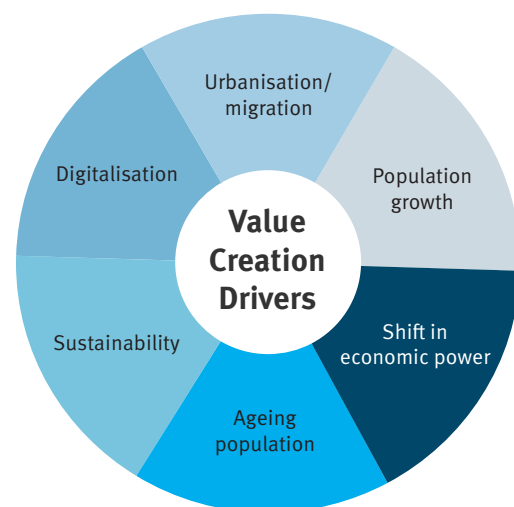 Urbanisation/
migration
Digitalisation
Population
growth
Value
Creation
Drivers
Sustainability
Shift in
economic power
Ageing
population